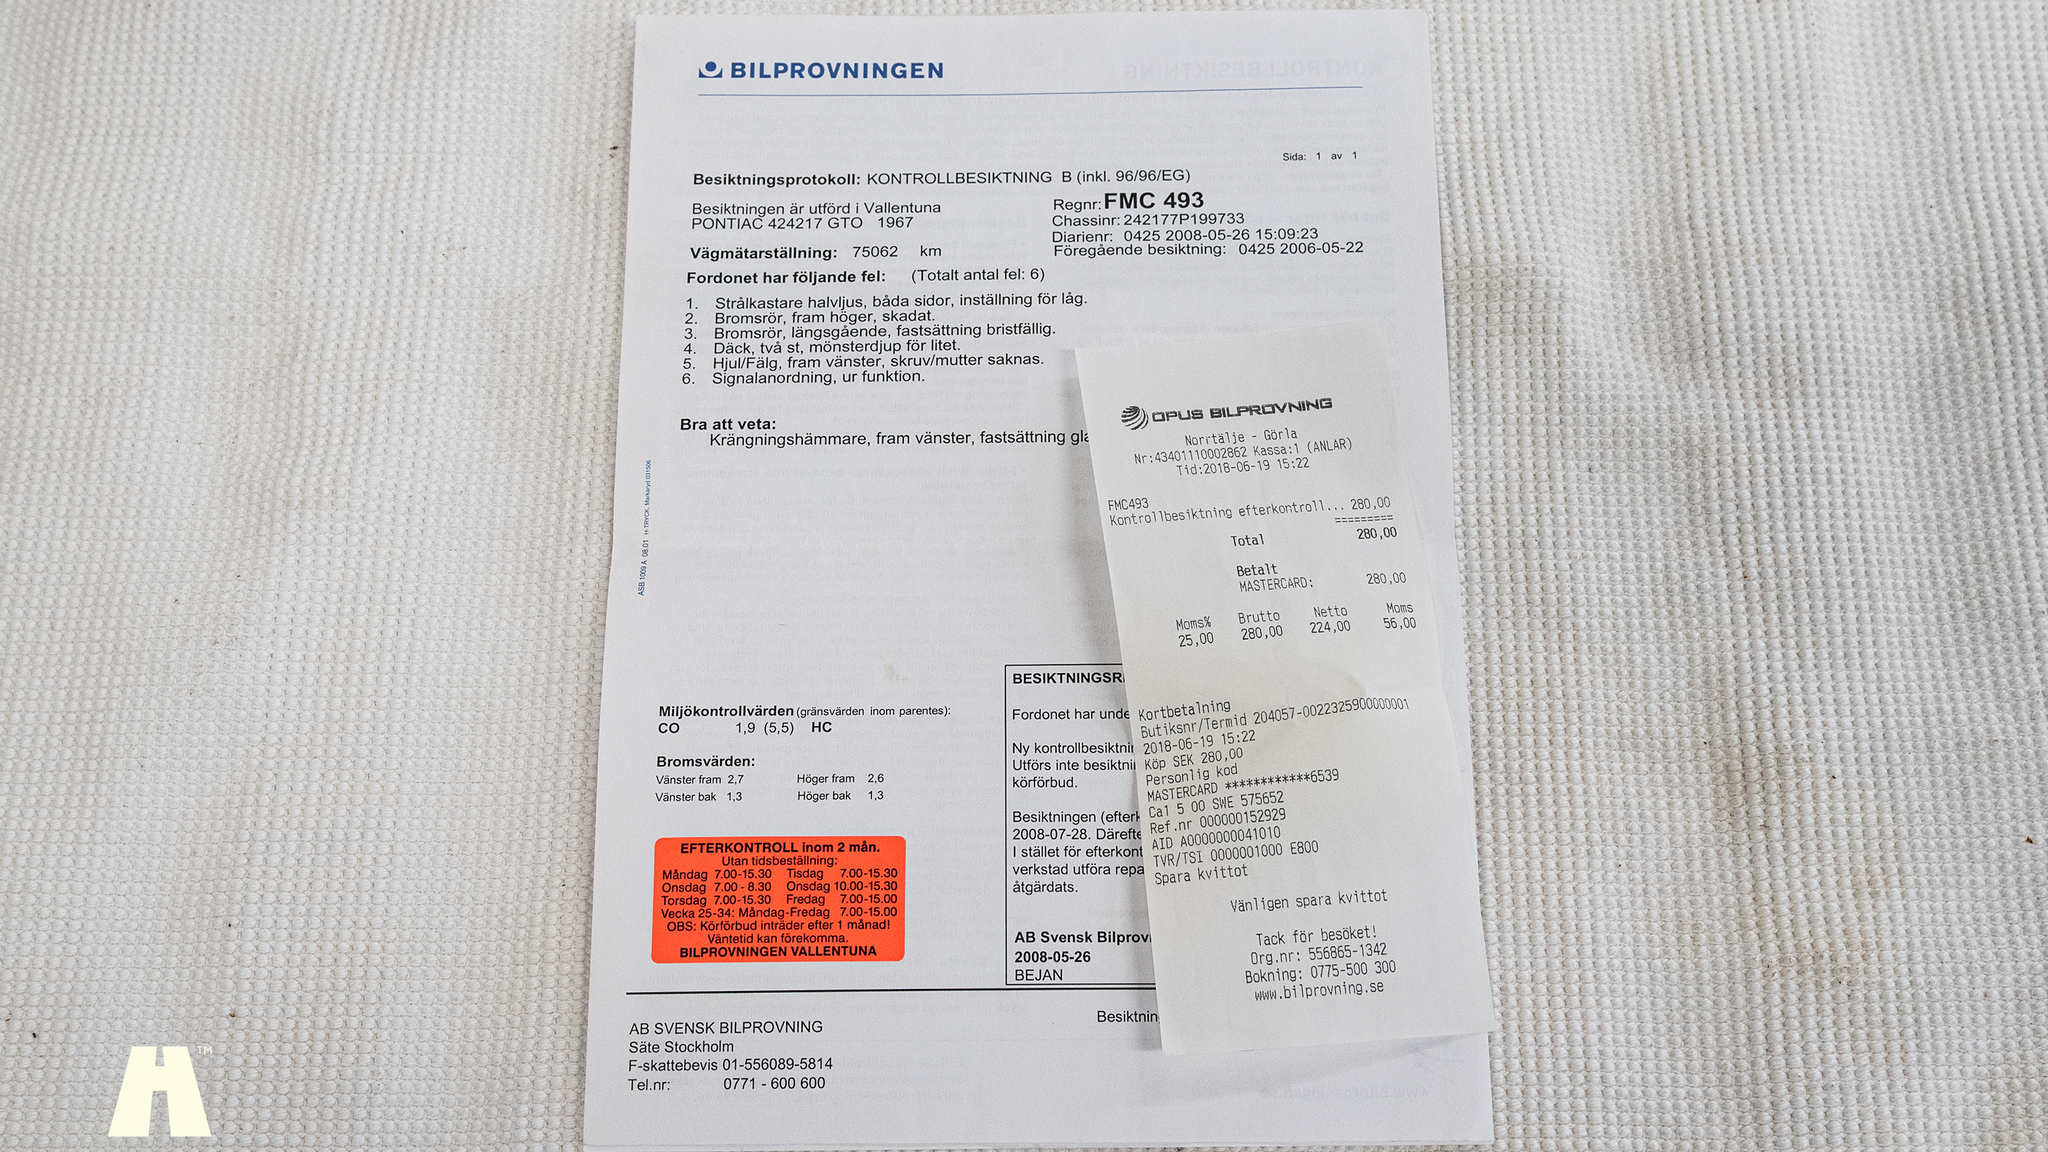 BILPROVNINGEN
Sida: 1 av 1
Besiktningsprotokoll: KONTROLLBESIKTNING B (inkl. 96/96/EG)
Besiktningen är utförd i Vallentuna
PONTIAC 424217 GTO 1967
Vägmätarställning: 75062 km
Regnr: FMC 493
Chassinr: 242177P199733
Diarienr: 0425 2008-05-26 15:09:23
Föregående besiktning: 0425 2006-05-22
Fordonet har följande fel: (Totalt antal fel: 6)
1. Strålkastare halvljus, båda sidor, inställning för låg.
2. Bromsrör, fram höger, skadat.
3. Bromsrör, längsgående, fastsättning bristfällig.
4. Däck, två st, mönsterdjup för litet.
5. Hjul/Fälg, fram vänster, skruv/mutter saknas.
6. Signalanordning, ur funktion.
Bra att veta:
Krängningshämmare, fram vänster, fastsättning gla
ASB 1009 A 08.01 H-TRYCK, Markaryd 031506
Miljökontrollvärden (gränsvärden inom parentes):
CO 1,9 (5,5) HC
Bromsvärden:
Vänster fram 2,7 Höger fram 2,6
Vänster bak 1,3 Höger bak 1,3
EFTERKONTROLL inom 2 mån.
Utan tidsbeställning:
Måndag 7.00-15.30 Tisdag 7.00-15.30
Onsdag 7.00 - 8.30 Onsdag 10.00-15.30
Torsdag 7.00-15.30 Fredag 7.00-15.00
Vecka 25-34: Måndag-Fredag 7.00-15.00
OBS: Körförbud inträder efter 1 månad!
Väntetid kan förekomma.
BILPROVNINGEN VALLENTUNA
BESIKTNINGSR
Fordonet har unde
Ny kontrollbesiktnin
Utförs inte besiktnin
körförbud.
Besiktningen (efterk
2008-07-28. Därefte
I stället för efterkont
verkstad utföra repa
åtgärdats.
AB Svensk Bilprov
2008-05-26
BEJAN
Besiktnin
AB SVENSK BILPROVNING
Säte Stockholm
F-skattebevis 01-556089-5814
Tel.nr: 0771 - 600 600
OPUS BILPROVNING
Norrtälje - Görla
Nr:43401110002862 Kassa:1 (ANLAR)
Tid:2018-06-19 15:22
FMC493
Kontrollbesiktning efterkontroll... 280,00
=========
Total 280,00
Betalt
MASTERCARD: 280,00
Moms% Brutto Netto Moms
25,00 280,00 224,00 56,00
Kortbetalning
Butiksnr/Termid 204057-0022325900000001
2018-06-19 15:22
Köp SEK 280,00
Personlig kod
MASTERCARD ************6539
Ca1 5 00 SWE 575652
Ref.nr 000000152929
AID A0000000041010
TVR/TSI 0000001000 E800
Spara kvittot
Vänligen spara kvittot
Tack för besöket!
Org.nr: 556865-1342
Bokning: 0775-500 300
www.bilprovning.se
TM